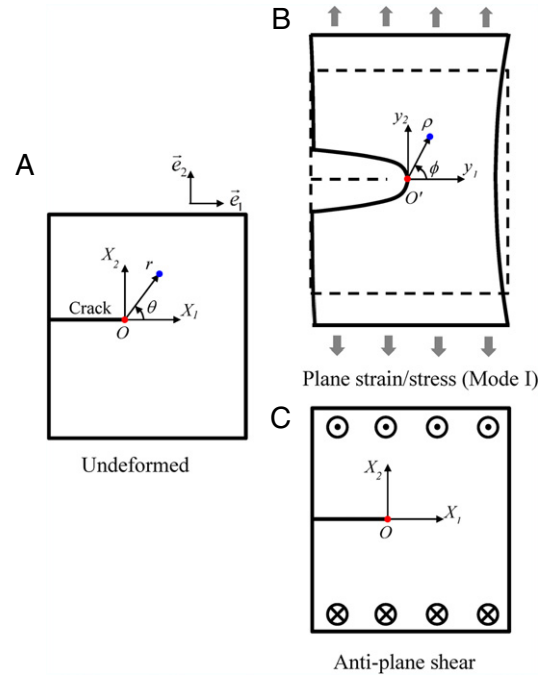 A
e⃗₂
e⃗₁
X₂
r
Crack
θ
X₁
O
Undeformed
B
y₂
ρ
ϕ
y₁
O'
Plane strain/stress (Mode I)
C
X₂
X₁
O
Anti-plane shear